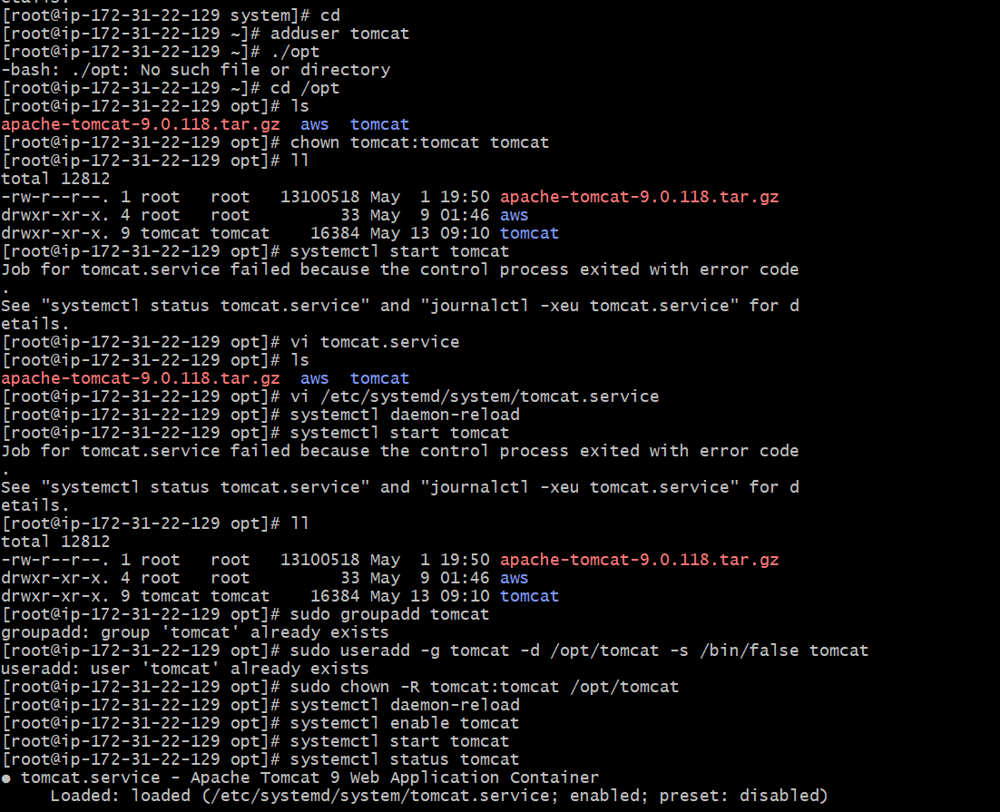 [root@ip-172-31-22-129 system]# cd
[root@ip-172-31-22-129 ~]# adduser tomcat
[root@ip-172-31-22-129 ~]# ./opt
-bash: ./opt: No such file or directory
[root@ip-172-31-22-129 ~]# cd /opt
[root@ip-172-31-22-129 opt]# ls
apache-tomcat-9.0.118.tar.gz  aws  tomcat
[root@ip-172-31-22-129 opt]# chown tomcat:tomcat tomcat
[root@ip-172-31-22-129 opt]# ll
total 12812
-rw-r--r--. 1 root   root   13100518 May  1 19:50 apache-tomcat-9.0.118.tar.gz
drwxr-xr-x. 4 root   root         33 May  9 01:46 aws
drwxr-xr-x. 9 tomcat tomcat    16384 May 13 09:10 tomcat
[root@ip-172-31-22-129 opt]# systemctl start tomcat
Job for tomcat.service failed because the control process exited with error code
.
See "systemctl status tomcat.service" and "journalctl -xeu tomcat.service" for d
etails.
[root@ip-172-31-22-129 opt]# vi tomcat.service
[root@ip-172-31-22-129 opt]# ls
apache-tomcat-9.0.118.tar.gz  aws  tomcat
[root@ip-172-31-22-129 opt]# vi /etc/systemd/system/tomcat.service
[root@ip-172-31-22-129 opt]# systemctl daemon-reload
[root@ip-172-31-22-129 opt]# systemctl start tomcat
Job for tomcat.service failed because the control process exited with error code
.
See "systemctl status tomcat.service" and "journalctl -xeu tomcat.service" for d
etails.
[root@ip-172-31-22-129 opt]# ll
total 12812
-rw-r--r--. 1 root   root   13100518 May  1 19:50 apache-tomcat-9.0.118.tar.gz
drwxr-xr-x. 4 root   root         33 May  9 01:46 aws
drwxr-xr-x. 9 tomcat tomcat    16384 May 13 09:10 tomcat
[root@ip-172-31-22-129 opt]# sudo groupadd tomcat
groupadd: group 'tomcat' already exists
[root@ip-172-31-22-129 opt]# sudo useradd -g tomcat -d /opt/tomcat -s /bin/false tomcat
useradd: user 'tomcat' already exists
[root@ip-172-31-22-129 opt]# sudo chown -R tomcat:tomcat /opt/tomcat
[root@ip-172-31-22-129 opt]# systemctl daemon-reload
[root@ip-172-31-22-129 opt]# systemctl enable tomcat
[root@ip-172-31-22-129 opt]# systemctl start tomcat
[root@ip-172-31-22-129 opt]# systemctl status tomcat
● tomcat.service - Apache Tomcat 9 Web Application Container
     Loaded: loaded (/etc/systemd/system/tomcat.service; enabled; preset: disabled)